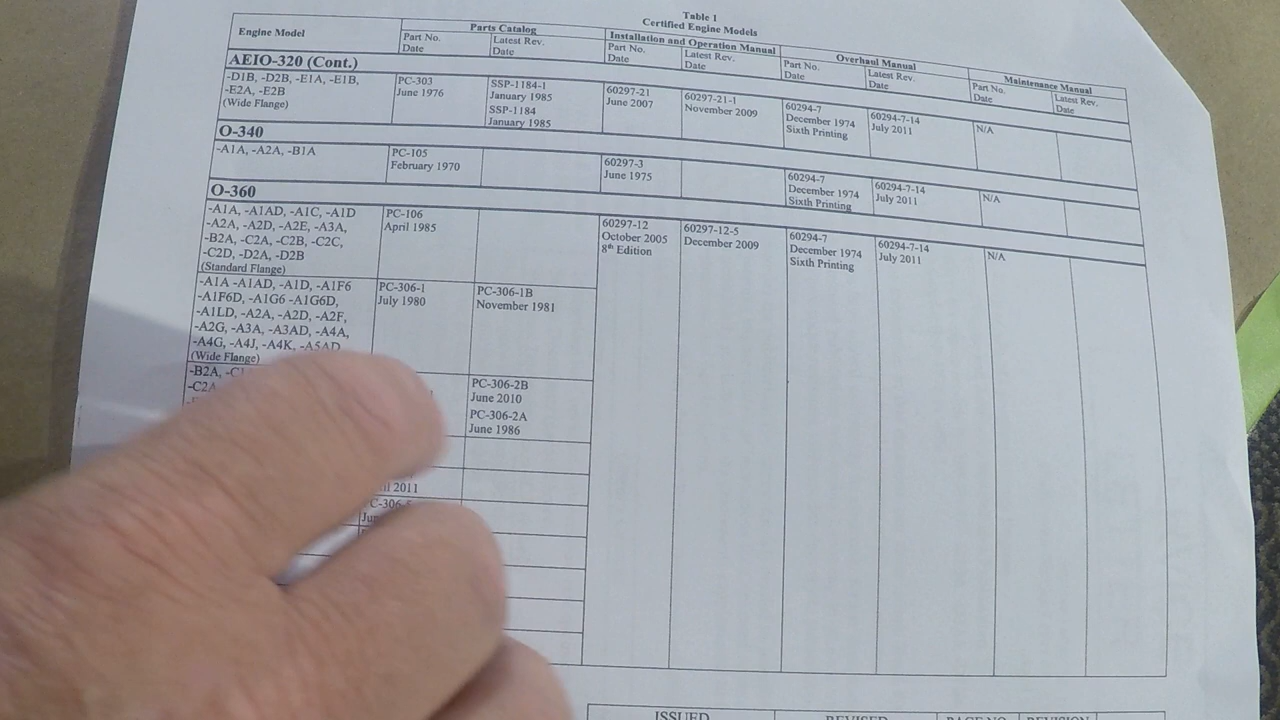 Table 1
Certified Engine Models
Engine Model
Parts Catalog
Installation and Operation Manual
Overhaul Manual
Maintenance Manual
Part No.
Date
Latest Rev.
Date
Part No.
Date
Latest Rev.
Date
Part No.
Date
Latest Rev.
Date
Part No.
Date
Latest Rev.
Date
AEIO-320 (Cont.)
-D1B, -D2B, -E1A, -E1B,
-E2A, -E2B
(Wide Flange)
PC-303
June 1976
SSP-1184-1
January 1985
SSP-1184
January 1985
60297-21
June 2007
60297-21-1
November 2009
60294-7
December 1974
Sixth Printing
60294-7-14
July 2011
N/A
O-340
-A1A, -A2A, -B1A
PC-105
February 1970
60297-3
June 1975
60294-7
December 1974
Sixth Printing
60294-7-14
July 2011
N/A
O-360
-A1A, -A1AD, -A1C, -A1D
-A2A, -A2D, -A2E, -A3A,
-B2A, -C2A, -C2B, -C2C,
-C2D, -D2A, -D2B
(Standard Flange)
PC-106
April 1985
60297-12
October 2005
8th Edition
60297-12-5
December 2009
60294-7
December 1974
Sixth Printing
60294-7-14
July 2011
N/A
-A1A -A1AD, -A1D, -A1F6
-A1F6D, -A1G6 -A1G6D,
-A1LD, -A2A, -A2D, -A2F,
-A2G, -A3A, -A3AD, -A4A,
-A4G, -A4J, -A4K, -A5AD
(Wide Flange)
PC-306-1
July 1980
PC-306-1B
November 1981
-B2A,
-C2A
PC-306-2B
June 2010
PC-306-2A
June 1986
2011
ISSUED
REVISED
PAGE NO.
REVISION